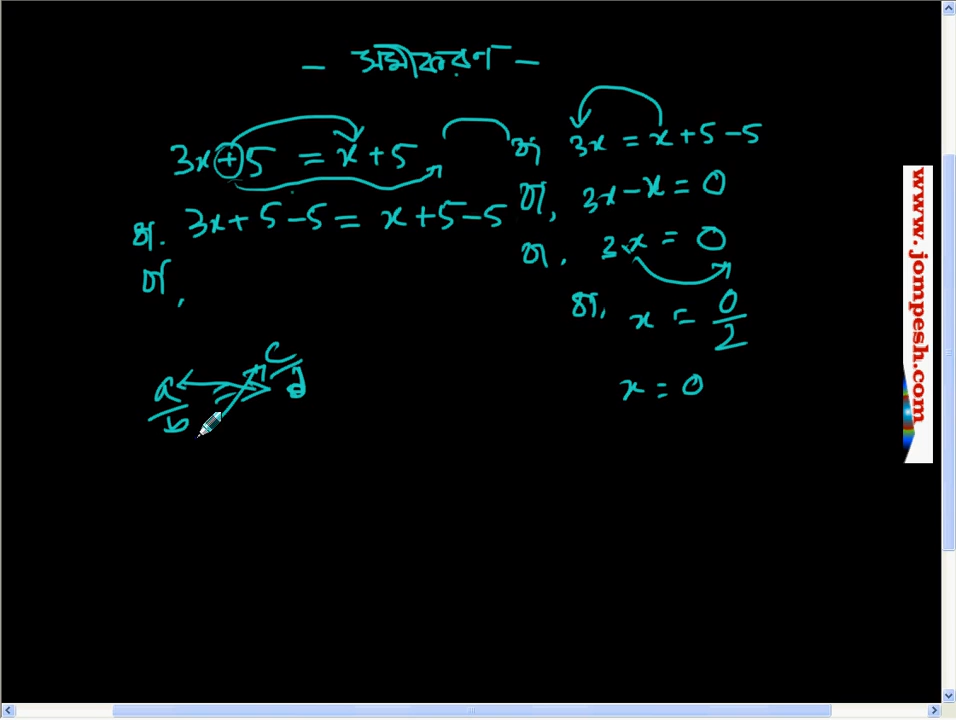 - সমীকরণ -
3x + 5 = x + 5
বা, 3x + 5 - 5 = x + 5 - 5
বা,
বা, 3x = x + 5 - 5
বা, 3x - x = 0
বা, 3x = 0
বা, x = 0/2
x = 0
a/b = c/d
www.jompesh.com